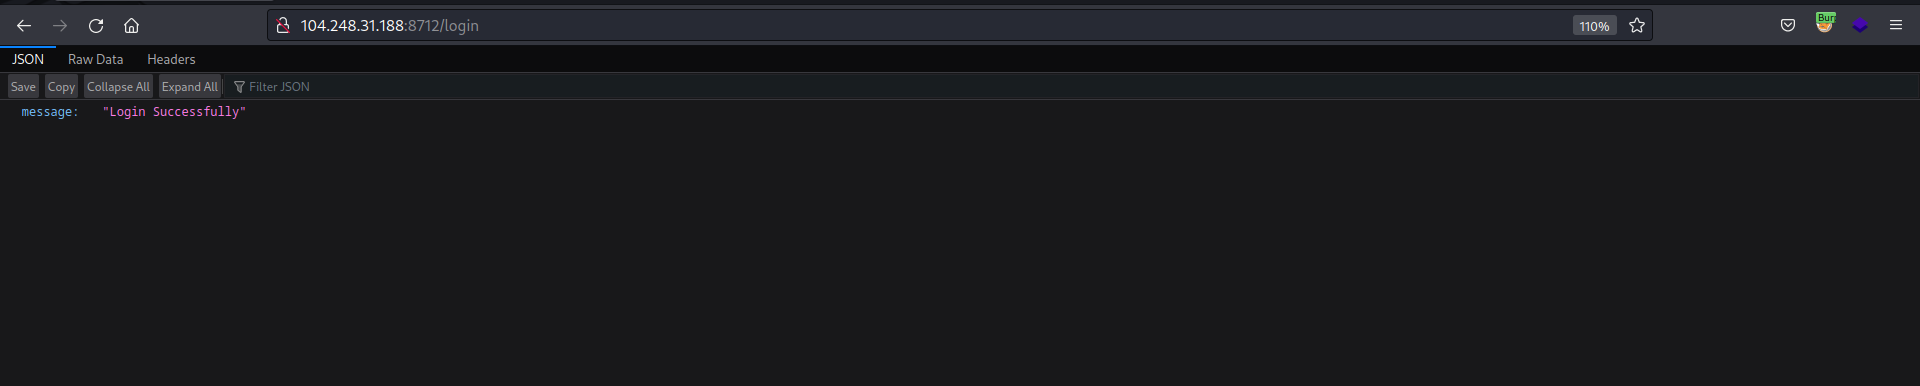 104.248.31.188:8712/login
110%
Bur
JSON Raw Data Headers
Save Copy Collapse All Expand All Filter JSON
message: "Login Successfully"